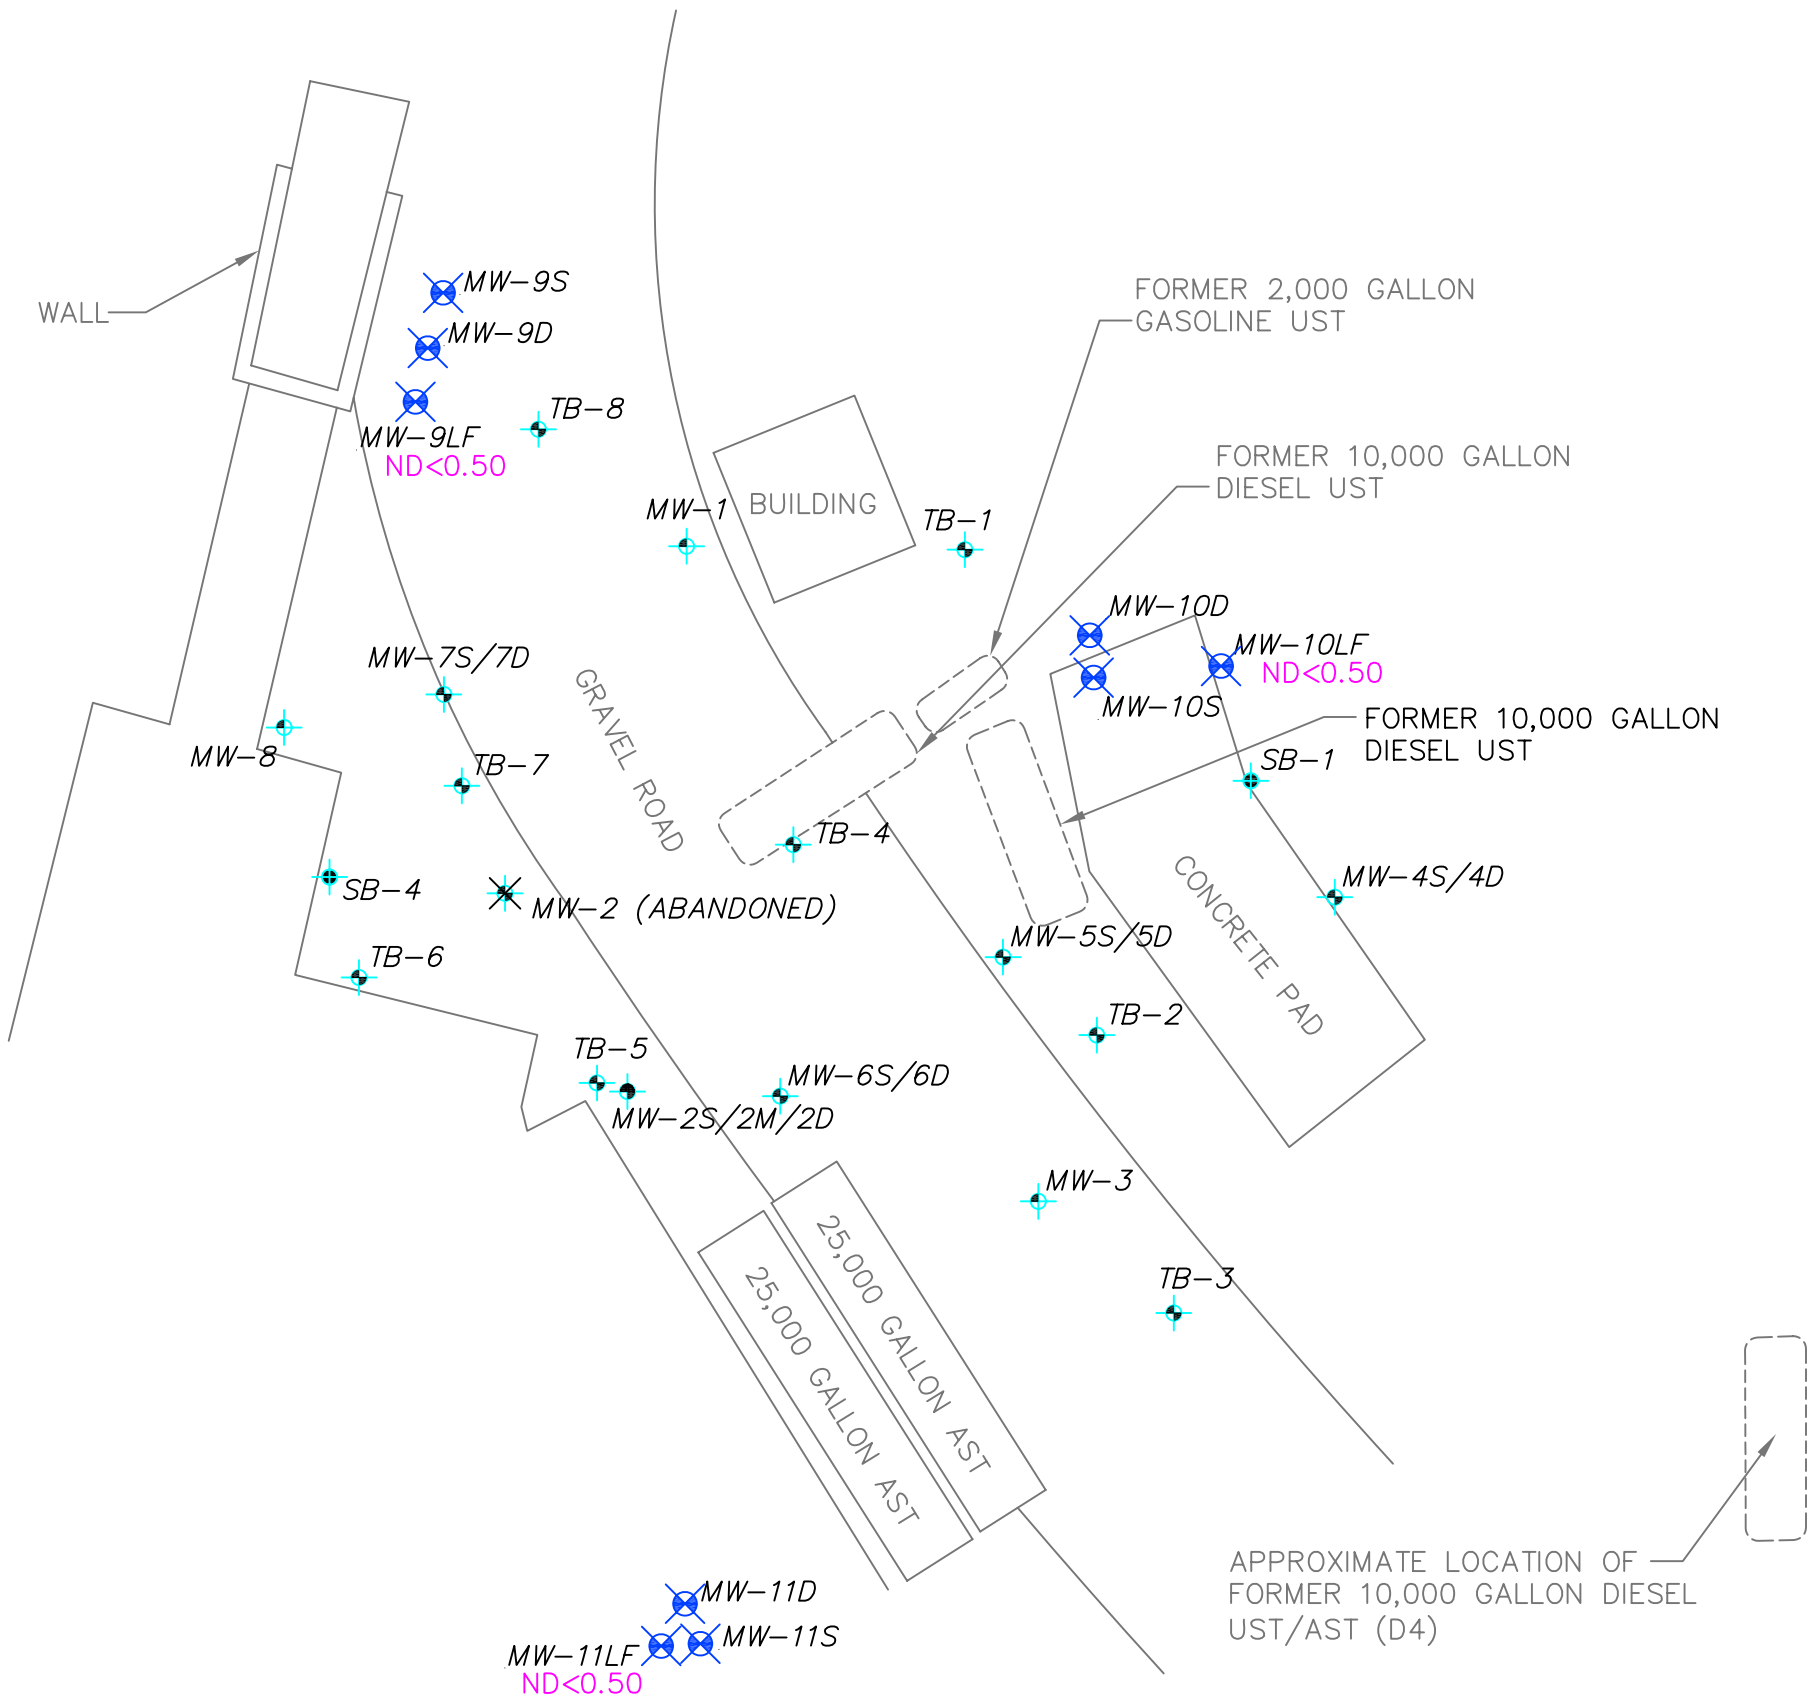 MW-9S
FORMER 2,000 GALLON
GASOLINE UST
WALL
MW-9D
TB-8
MW-9LF
ND<0.50
FORMER 10,000 GALLON
DIESEL UST
BUILDING
MW-1
TB-1
MW-10D
MW-10LF
ND<0.50
MW-10S
MW-7S/7D
GRAVEL ROAD
FORMER 10,000 GALLON
DIESEL UST
MW-8
TB-7
SB-1
TB-4
SB-4
MW-2 (ABANDONED)
MW-4S/4D
CONCRETE PAD
MW-5S/5D
TB-6
TB-2
TB-5
MW-6S/6D
MW-2S/2M/2D
MW-3
TB-3
25,000 GALLON AST
25,000 GALLON AST
APPROXIMATE LOCATION OF
FORMER 10,000 GALLON DIESEL
UST/AST (D4)
MW-11D
MW-11S
MW-11LF
ND<0.50